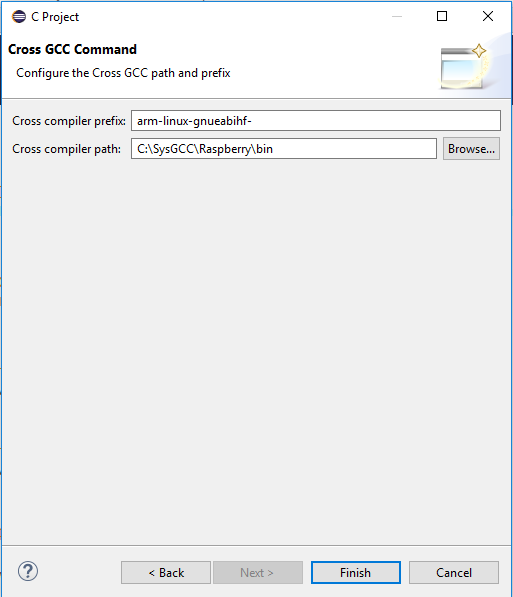 C Project
Cross GCC Command
Configure the Cross GCC path and prefix
Cross compiler prefix: arm-linux-gnueabihf-
Cross compiler path: C:\SysGCC\Raspberry\bin Browse...
? < Back Next > Finish Cancel